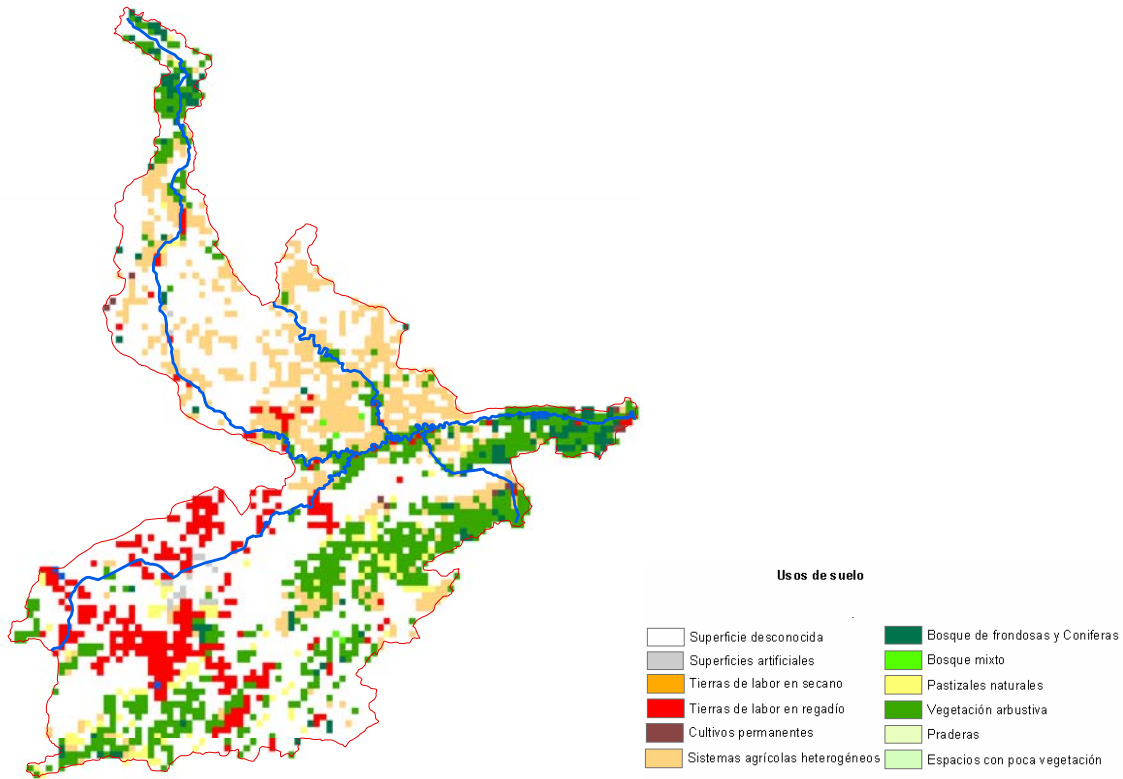 Usos de suelo
Superficie desconocida
Superficies artificiales
Tierras de labor en secano
Tierras de labor en regadío
Cultivos permanentes
Sistemas agrícolas heterogéneos
Bosque de frondosas y Coniferas
Bosque mixto
Pastizales naturales
Vegetación arbustiva
Praderas
Espacios con poca vegetación